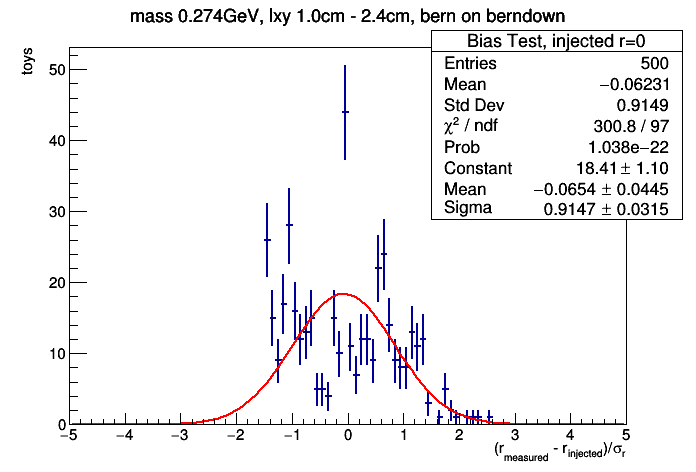 mass 0.274GeV, lxy 1.0cm - 2.4cm, bern on berndown
Bias Test, injected r=0
Entries 500
Mean −0.06231
Std Dev 0.9149
χ² / ndf 300.8 / 97
Prob 1.038e−22
Constant 18.41 ± 1.10
Mean −0.0654 ± 0.0445
Sigma 0.9147 ± 0.0315
toys
50
40
30
20
10
0
−5 −4 −3 −2 −1 0 1 2 3 4 5
(r_measured - r_injected)/σ_r